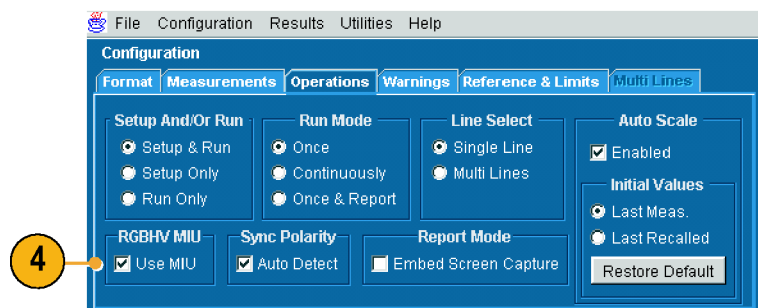 File Configuration Results Utilities Help
Configuration
Format Measurements Operations Warnings Reference & Limits Multi Lines
Setup And/Or Run
Setup & Run
Setup Only
Run Only
Run Mode
Once
Continuously
Once & Report
Line Select
Single Line
Multi Lines
Auto Scale
Enabled
Initial Values
Last Meas.
Last Recalled
Restore Default
4
RGBHV MIU
Use MIU
Sync Polarity
Auto Detect
Report Mode
Embed Screen Capture